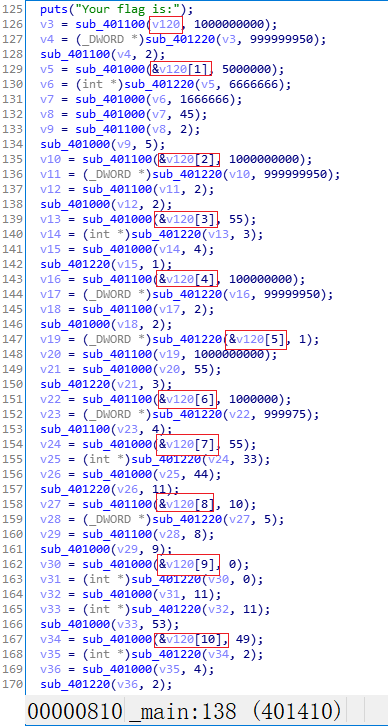 125 puts("Your flag is:");
126 v3 = sub_401100(v120, 1000000000);
127 v4 = (_DWORD *)sub_401220(v3, 999999950);
128 sub_401100(v4, 2);
129 v5 = sub_401000(&v120[1], 5000000);
130 v6 = (int *)sub_401220(v5, 6666666);
131 v7 = sub_401000(v6, 1666666);
132 v8 = sub_401000(v7, 45);
133 v9 = sub_401100(v8, 2);
134 sub_401000(v9, 5);
135 v10 = sub_401100(&v120[2], 1000000000);
136 v11 = (_DWORD *)sub_401220(v10, 999999950);
137 v12 = sub_401100(v11, 2);
138 sub_401000(v12, 2);
139 v13 = sub_401000(&v120[3], 55);
140 v14 = (int *)sub_401220(v13, 3);
141 v15 = sub_401000(v14, 4);
142 sub_401220(v15, 1);
143 v16 = sub_401100(&v120[4], 100000000);
144 v17 = (_DWORD *)sub_401220(v16, 99999950);
145 v18 = sub_401100(v17, 2);
146 sub_401000(v18, 2);
147 v19 = (_DWORD *)sub_401220(&v120[5], 1);
148 v20 = sub_401100(v19, 1000000000);
149 v21 = sub_401000(v20, 55);
150 sub_401220(v21, 3);
151 v22 = sub_401100(&v120[6], 1000000);
152 v23 = (_DWORD *)sub_401220(v22, 999975);
153 sub_401100(v23, 4);
154 v24 = sub_401000(&v120[7], 55);
155 v25 = (int *)sub_401220(v24, 33);
156 v26 = sub_401000(v25, 44);
157 sub_401220(v26, 11);
158 v27 = sub_401100(&v120[8], 10);
159 v28 = (_DWORD *)sub_401220(v27, 5);
160 v29 = sub_401100(v28, 8);
161 sub_401000(v29, 9);
162 v30 = sub_401000(&v120[9], 0);
163 v31 = (int *)sub_401220(v30, 0);
164 v32 = sub_401000(v31, 11);
165 v33 = (int *)sub_401220(v32, 11);
166 sub_401000(v33, 53);
167 v34 = sub_401000(&v120[10], 49);
168 v35 = (int *)sub_401220(v34, 2);
169 v36 = sub_401000(v35, 4);
170 sub_401220(v36, 2);
00000810 _main:138 (401410)